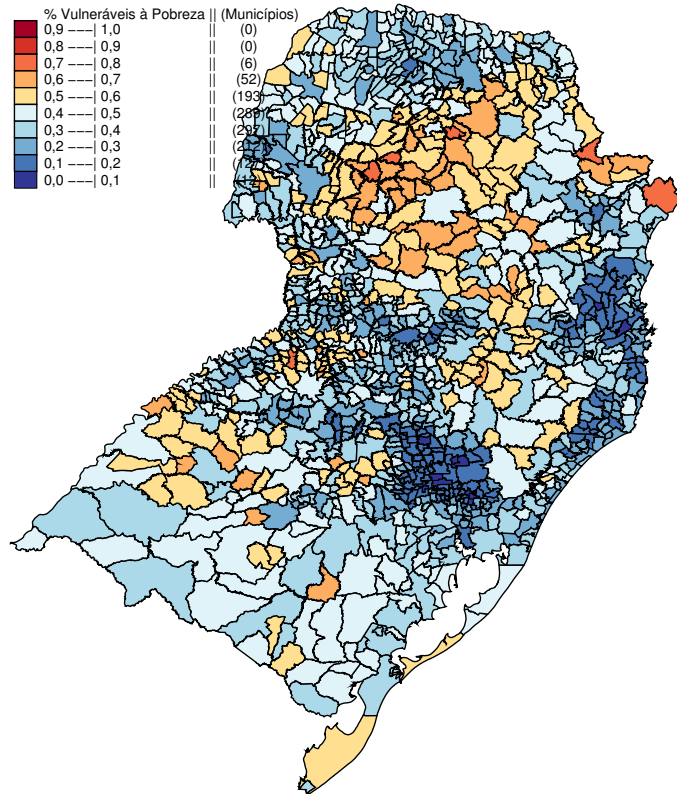 % Vulneráveis à Pobreza || (Municípios)
0,9 −−−| 1,0 || (0)
0,8 −−−| 0,9 || (0)
0,7 −−−| 0,8 || (6)
0,6 −−−| 0,7 || (52)
0,5 −−−| 0,6 || (193)
0,4 −−−| 0,5 ||
0,3 −−−| 0,4 ||
0,2 −−−| 0,3 ||
0,1 −−−| 0,2 ||
0,0 −−−| 0,1 ||